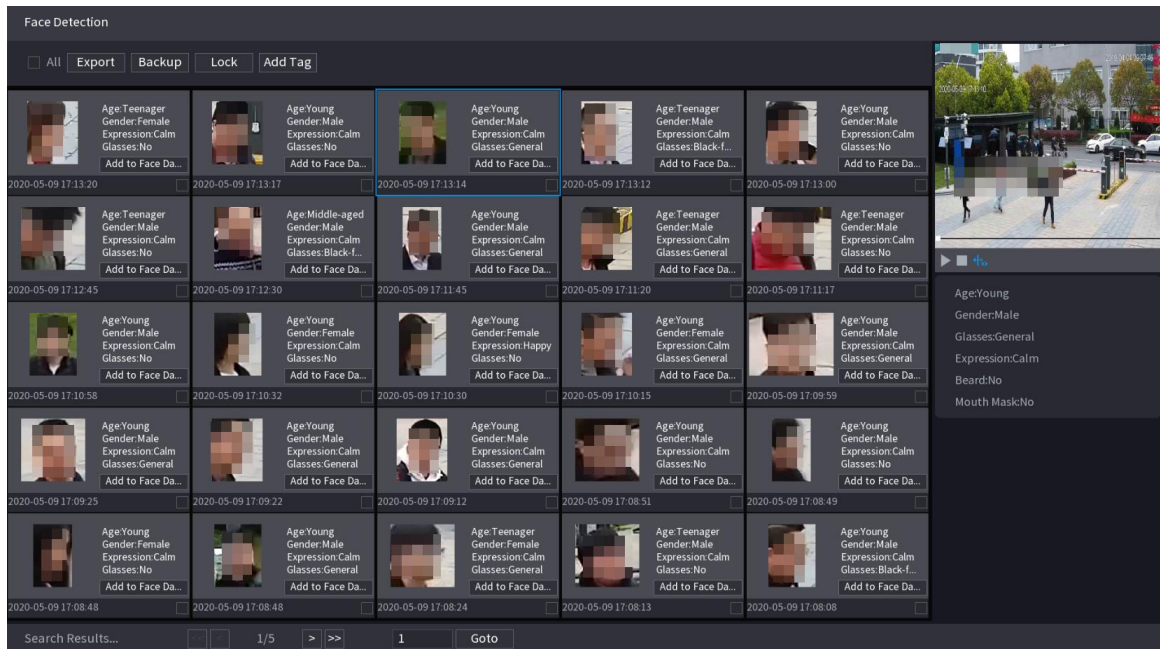 Face Detection
All Export Backup Lock Add Tag
Age:Teenager
Gender:Female
Expression:Calm
Glasses:No
Add to Face Da...
2020-05-09 17:13:20
Age:Young
Gender:Male
Expression:Calm
Glasses:No
Add to Face Da...
2020-05-09 17:13:17
Age:Young
Gender:Male
Expression:Calm
Glasses:General
Add to Face Da...
2020-05-09 17:13:14
Age:Teenager
Gender:Male
Expression:Calm
Glasses:Black-f...
Add to Face Da...
2020-05-09 17:13:12
Age:Young
Gender:Male
Expression:Calm
Glasses:No
Add to Face Da...
2020-05-09 17:13:00
Age:Teenager
Gender:Male
Expression:Calm
Glasses:No
Add to Face Da...
2020-05-09 17:12:45
Age:Middle-aged
Gender:Male
Expression:Calm
Glasses:Black-f...
Add to Face Da...
2020-05-09 17:12:30
Age:Young
Gender:Male
Expression:Calm
Glasses:General
Add to Face Da...
2020-05-09 17:11:45
Age:Teenager
Gender:Male
Expression:Calm
Glasses:General
Add to Face Da...
2020-05-09 17:11:20
Age:Teenager
Gender:Male
Expression:Calm
Glasses:No
Add to Face Da...
2020-05-09 17:11:17
Age:Young
Gender:Male
Expression:Calm
Glasses:No
Add to Face Da...
2020-05-09 17:10:58
Age:Young
Gender:Female
Expression:Calm
Glasses:No
Add to Face Da...
2020-05-09 17:10:32
Age:Young
Gender:Female
Expression:Happy
Glasses:No
Add to Face Da...
2020-05-09 17:10:30
Age:Young
Gender:Female
Expression:Calm
Glasses:General
Add to Face Da...
2020-05-09 17:10:15
Age:Young
Gender:Male
Expression:Calm
Glasses:General
Add to Face Da...
2020-05-09 17:09:59
Age:Young
Gender:Male
Expression:Calm
Glasses:General
Add to Face Da...
2020-05-09 17:09:25
Age:Young
Gender:Male
Expression:Calm
Glasses:General
Add to Face Da...
2020-05-09 17:09:22
Age:Young
Gender:Male
Expression:Calm
Glasses:General
Add to Face Da...
2020-05-09 17:09:12
Age:Young
Gender:Male
Expression:Calm
Glasses:No
Add to Face Da...
2020-05-09 17:08:51
Age:Young
Gender:Male
Expression:Calm
Glasses:No
Add to Face Da...
2020-05-09 17:08:49
Age:Young
Gender:Female
Expression:Calm
Glasses:No
Add to Face Da...
2020-05-09 17:08:48
Age:Young
Gender:Male
Expression:Calm
Glasses:General
Add to Face Da...
2020-05-09 17:08:48
Age:Teenager
Gender:Female
Expression:Calm
Glasses:General
Add to Face Da...
2020-05-09 17:08:24
Age:Teenager
Gender:Male
Expression:Calm
Glasses:No
Add to Face Da...
2020-05-09 17:08:13
Age:Young
Gender:Male
Expression:Calm
Glasses:Black-f...
Add to Face Da...
2020-05-09 17:08:08
Age:Young
Gender:Male
Glasses:General
Expression:Calm
Beard:No
Mouth Mask:No
Search Results... << < 1/5 > >> 1 Goto